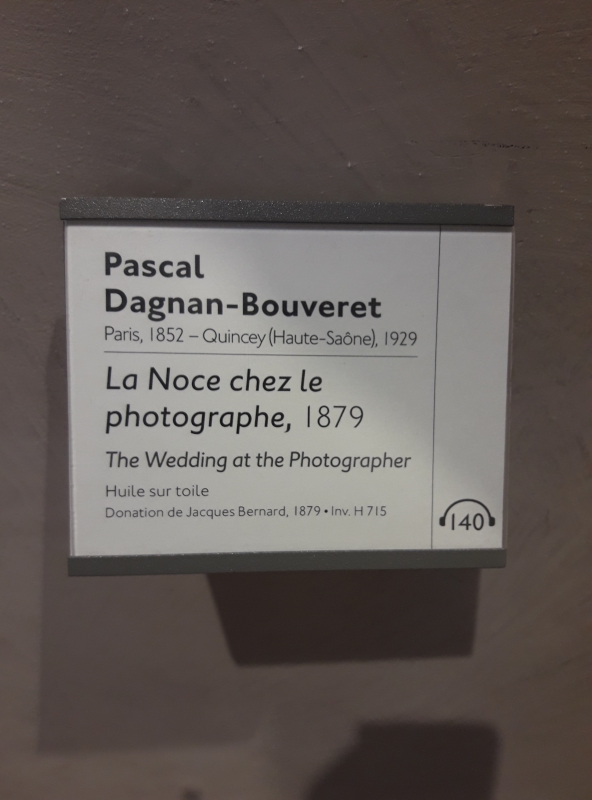 Pascal
Dagnan-Bouveret
Paris, 1852 – Quincey (Haute-Saône), 1929
La Noce chez le
photographe, 1879
The Wedding at the Photographer
Huile sur toile
Donation de Jacques Bernard, 1879 • Inv. H 715
140